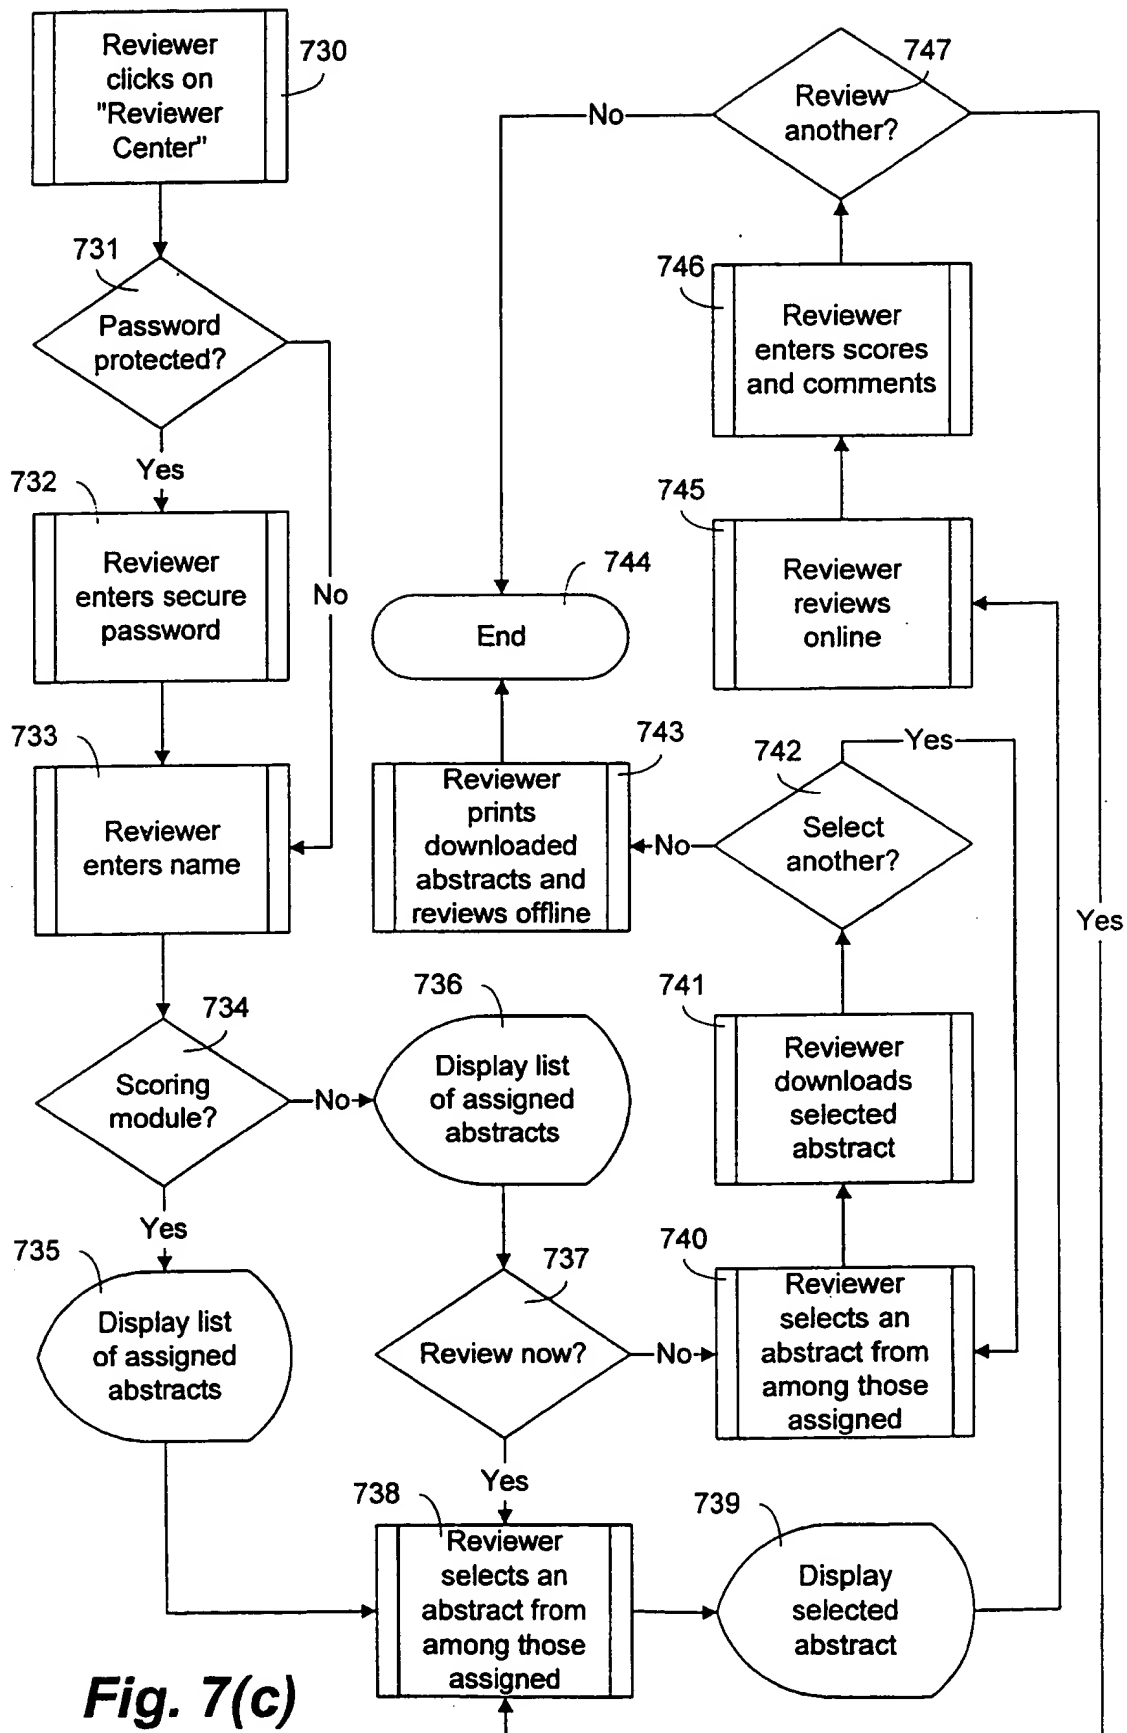 Reviewer
clicks on
"Reviewer
Center"
730
731
Password
protected?
Yes
No
732
Reviewer
enters secure
password
733
Reviewer
enters name
734
Scoring
module?
No
Yes
735
Display list
of assigned
abstracts
736
Display list
of assigned
abstracts
737
Review now?
No
Yes
738
Reviewer
selects an
abstract from
among those
assigned
739
Display
selected
abstract
740
Reviewer
selects an
abstract from
among those
assigned
741
Reviewer
downloads
selected
abstract
742
Select
another?
Yes
No
743
Reviewer
prints
downloaded
abstracts and
reviews offline
744
End
745
Reviewer
reviews
online
746
Reviewer
enters scores
and comments
747
Review
another?
No
Yes
Fig. 7(c)